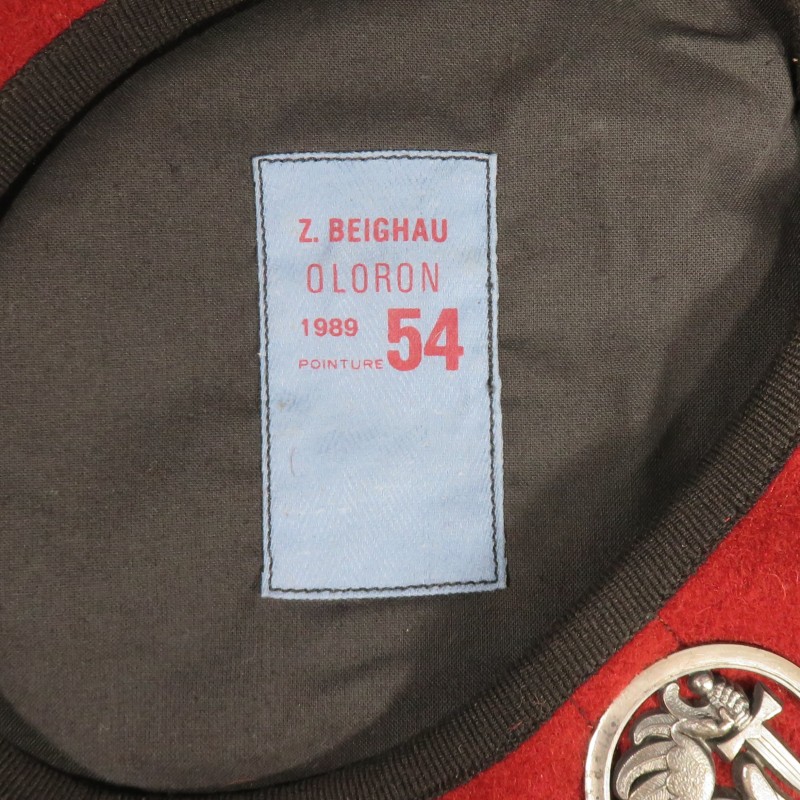 Z. BEIGHAU
OLORON
1989
POINTURE 54